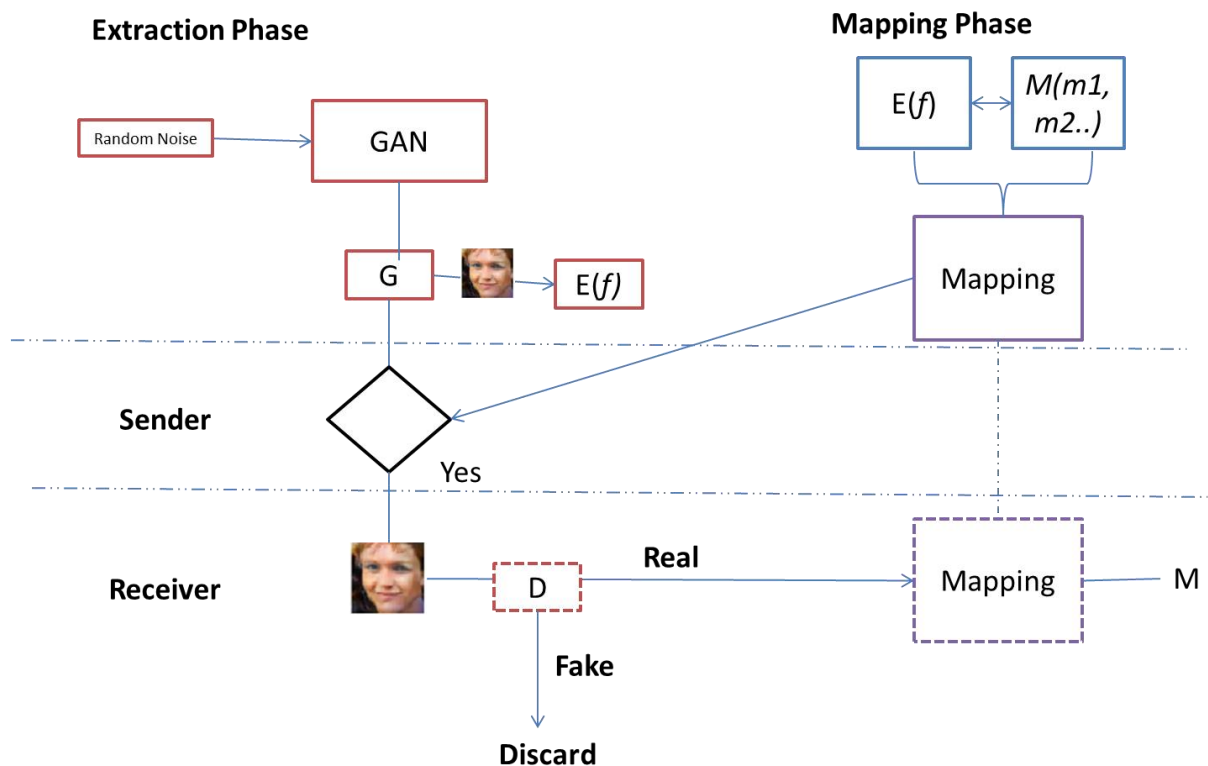 Extraction Phase
Mapping Phase
Random Noise
GAN
E(f)
M(m1,
m2..)
G
E(f)
Mapping
Sender
Yes
Receiver
D
Real
Mapping
M
Fake
Discard